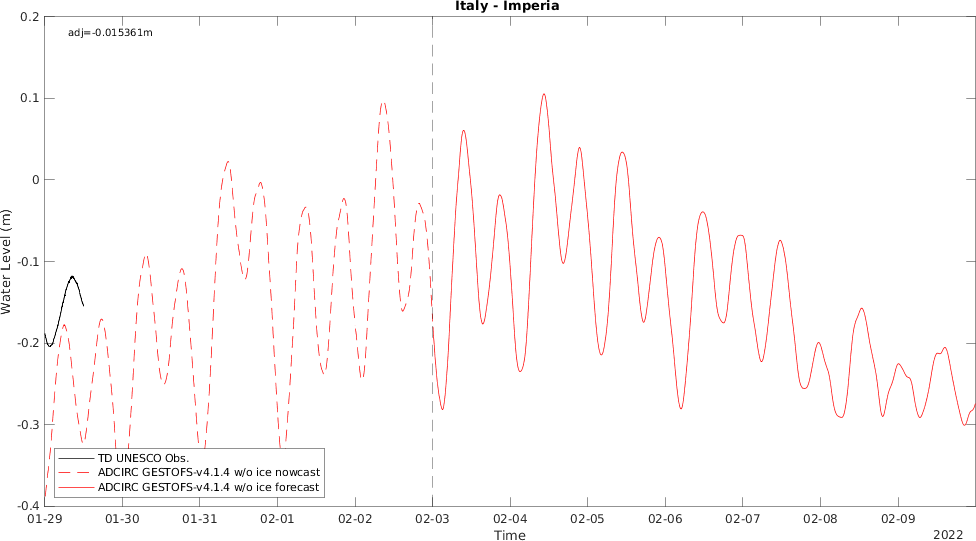 Italy - Imperia
adj=-0.015361m
0.2
0.1
0
-0.1
-0.2
-0.3
-0.4
Water Level (m)
TD UNESCO Obs.
ADCIRC GESTOFS-v4.1.4 w/o ice nowcast
ADCIRC GESTOFS-v4.1.4 w/o ice forecast
01-29 01-30 01-31 02-01 02-02 02-03 02-04 02-05 02-06 02-07 02-08 02-09
Time
2022